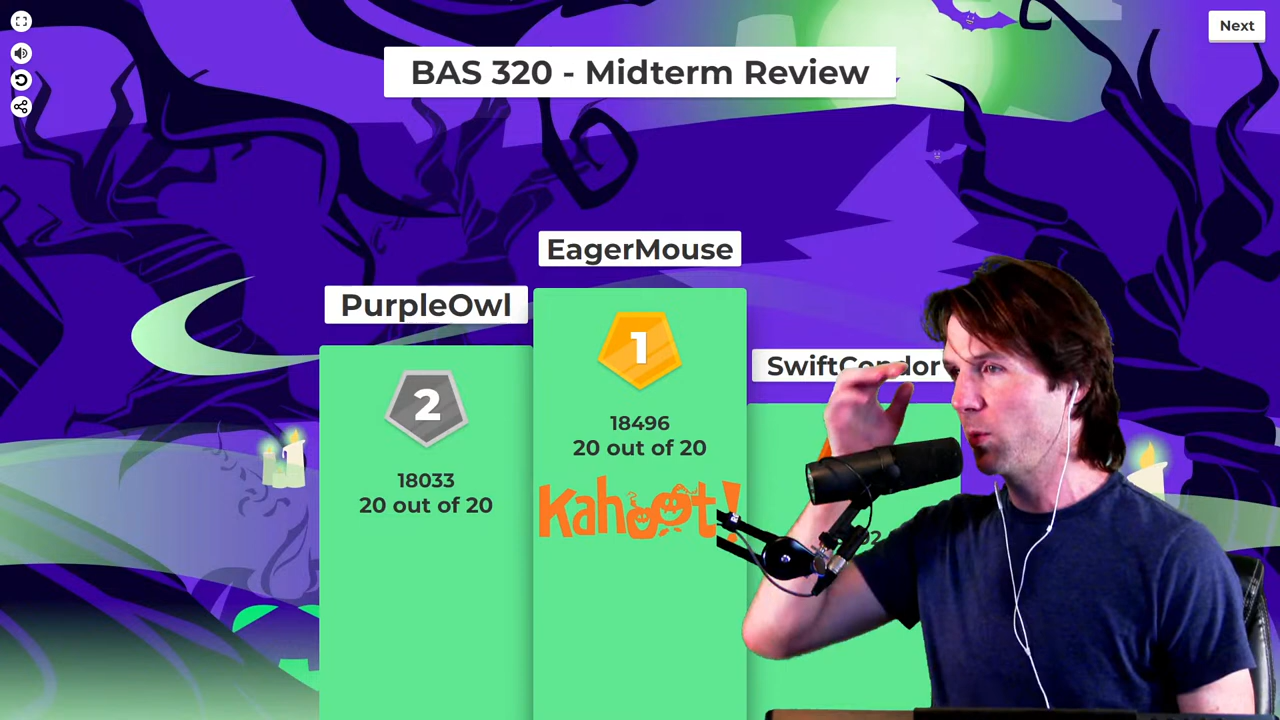 Next
BAS 320 - Midterm Review
EagerMouse
PurpleOwl
SwiftCondor
1
2
18496
20 out of 20
18033
20 out of 20
Kahoot!